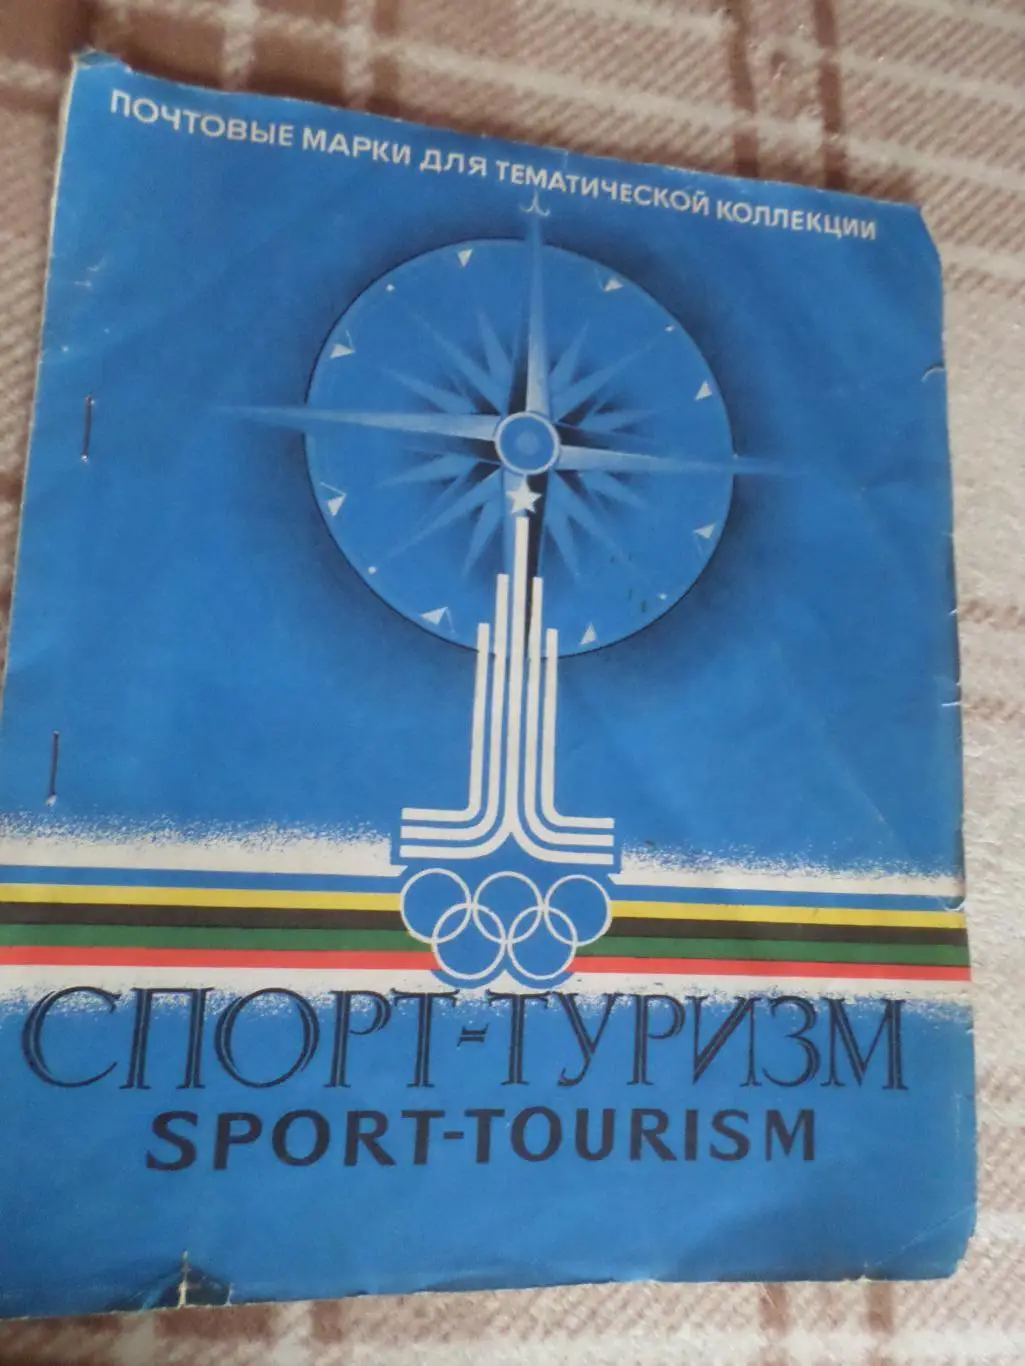 ПОЧТОВЫЕ МАРКИ ДЛЯ ТЕМАТИЧЕСКОЙ КОЛЛЕКЦИИ
СПОРТ-ТУРИЗМ
SPORT-TOURISM